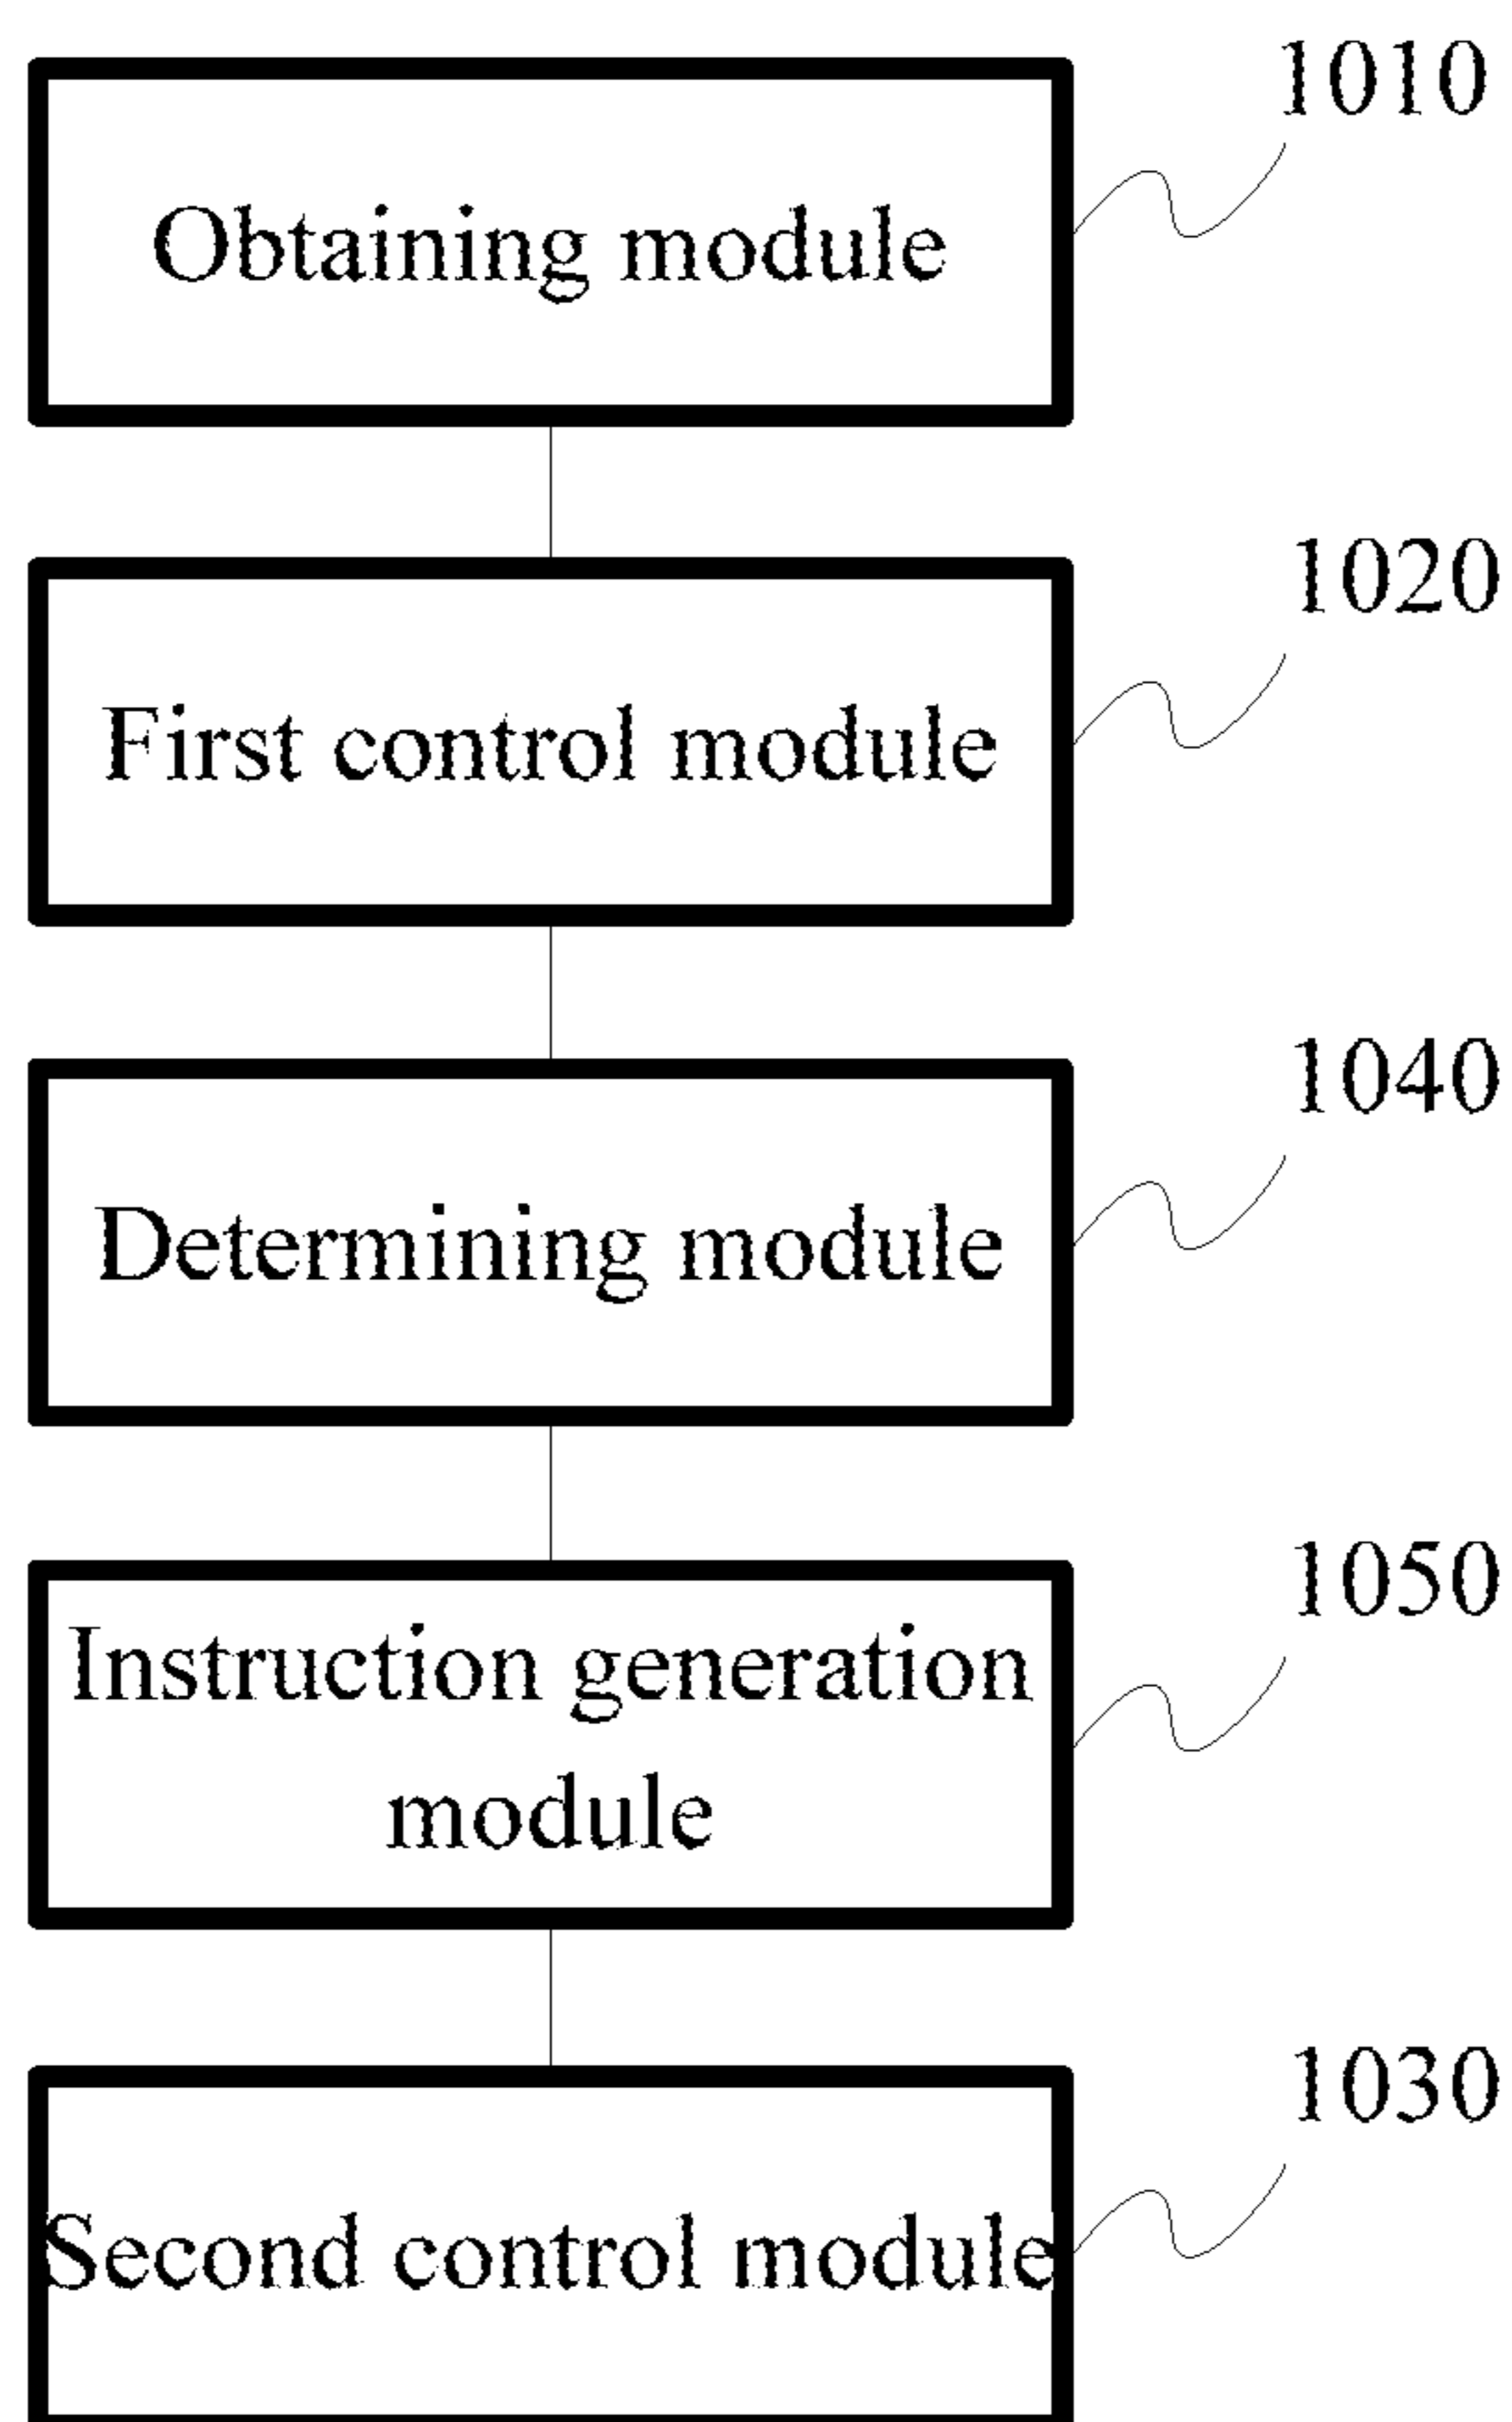 1010
Obtaining module
1020
First control module
1040
Determining module
1050
Instruction generation
module
1030
Second control module